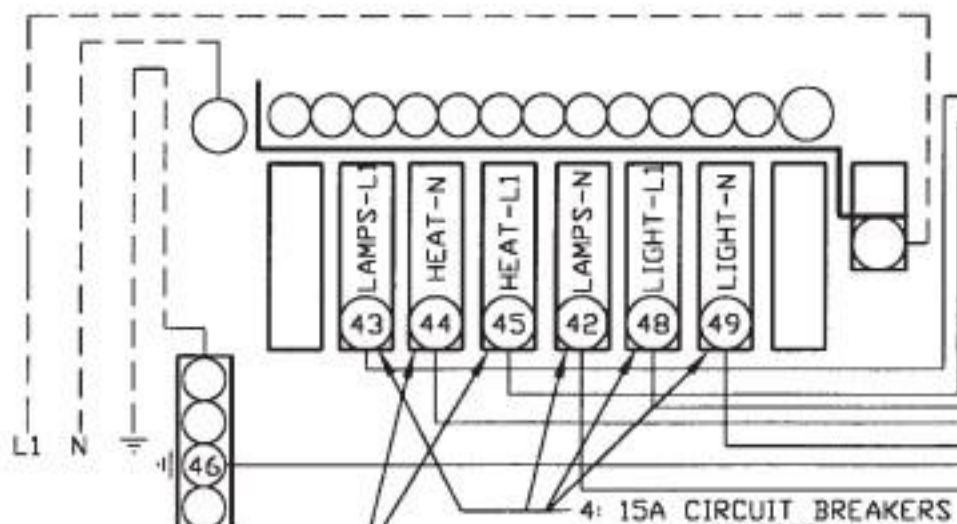 LAMPS-L1
HEAT-N
HEAT-L1
LAMPS-N
LIGHT-L1
LIGHT-N
43 44 45 42 48 49
L1 N
46
4: 15A CIRCUIT BREAKERS